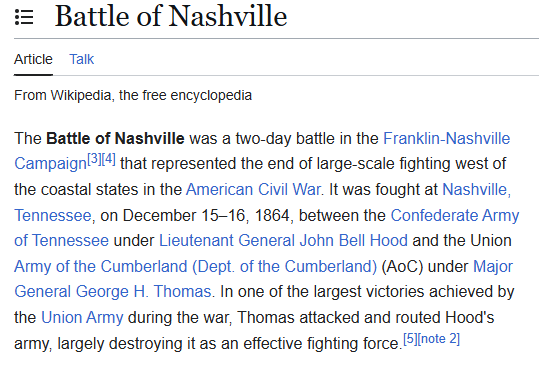 Battle of Nashville
Article Talk
From Wikipedia, the free encyclopedia
The Battle of Nashville was a two-day battle in the Franklin-Nashville
Campaign[3][4] that represented the end of large-scale fighting west of
the coastal states in the American Civil War. It was fought at Nashville,
Tennessee, on December 15–16, 1864, between the Confederate Army
of Tennessee under Lieutenant General John Bell Hood and the Union
Army of the Cumberland (Dept. of the Cumberland) (AoC) under Major
General George H. Thomas. In one of the largest victories achieved by
the Union Army during the war, Thomas attacked and routed Hood's
army, largely destroying it as an effective fighting force.[5][note 2]